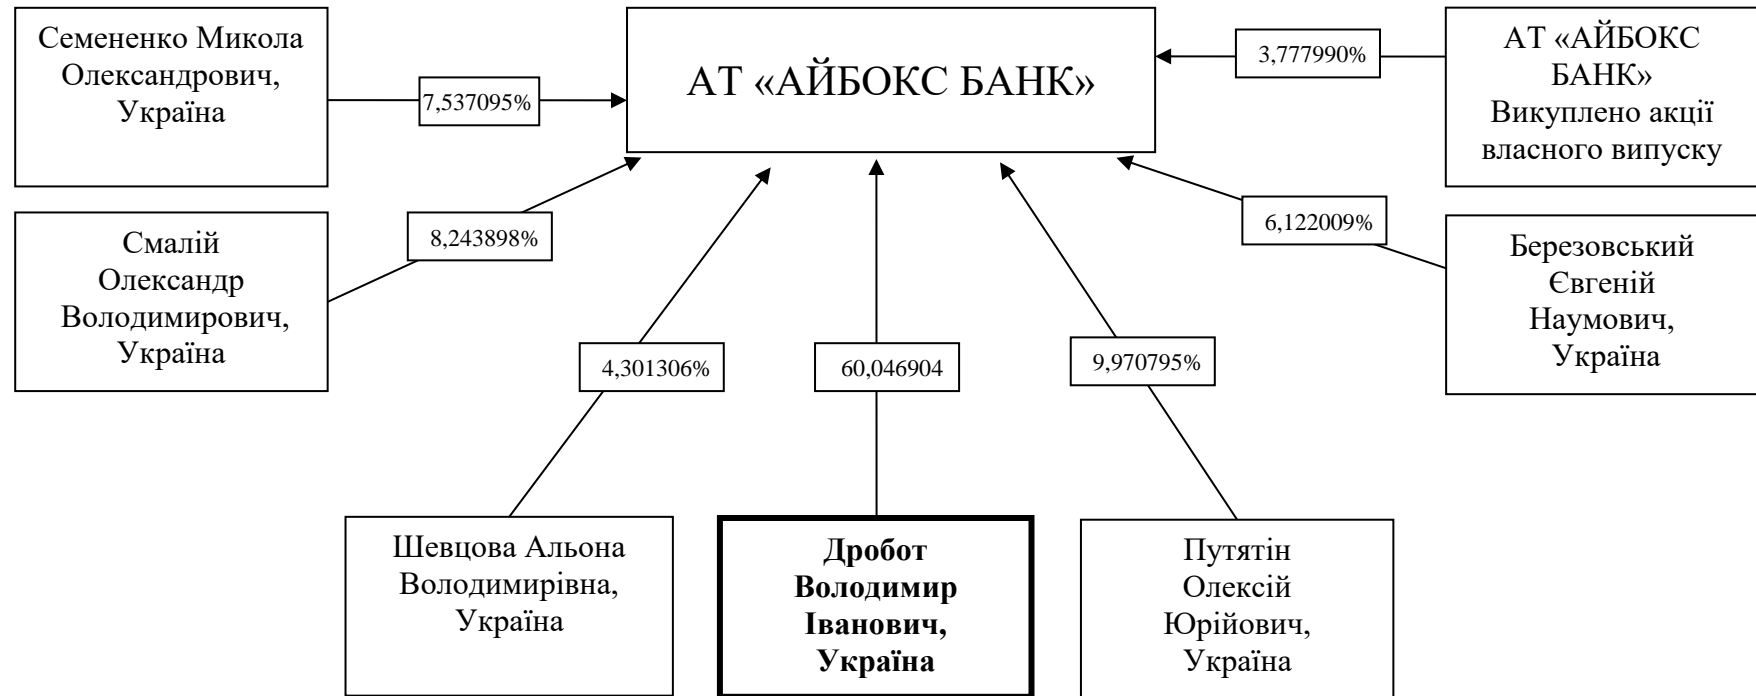 Семененко Микола
Олександрович,
Україна
7,537095%
АТ «АЙБОКС БАНК»
3,777990%
АТ «АЙБОКС
БАНК»
Викуплено акції
власного випуску
Смалій
Олександр
Володимирович,
Україна
8,243898%
6,122009%
Березовський
Євгеній
Наумович,
Україна
4,301306%
60,046904
9,970795%
Шевцова Альона
Володимирівна,
Україна
Дробот
Володимир
Іванович,
Україна
Путятін
Олексій
Юрійович,
Україна